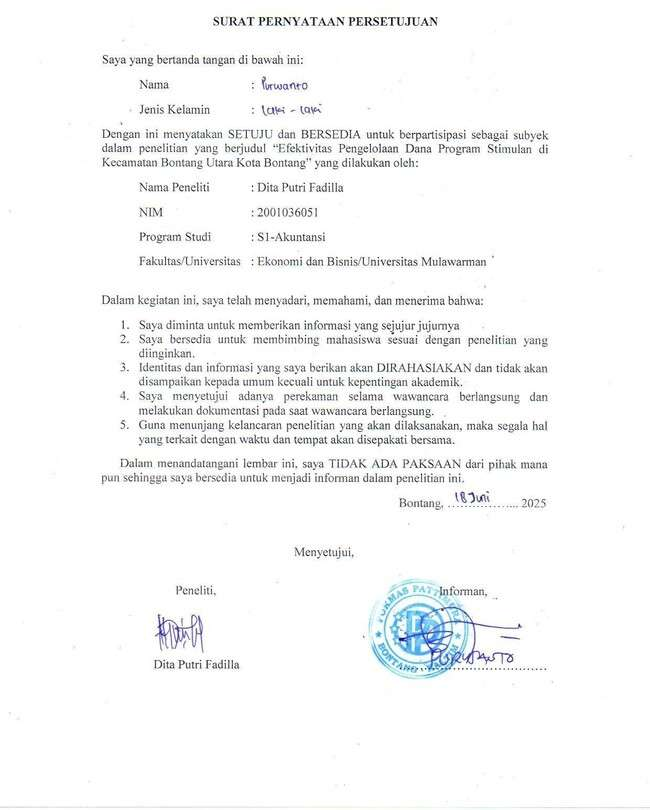 SURAT PERNYATAAN PERSETUJUAN
Saya yang bertanda tangan di bawah ini:
Nama : Purwanto
Jenis Kelamin : Laki - laki
Dengan ini menyatakan SETUJU dan BERSEDIA untuk berpartisipasi sebagai subyek
dalam penelitian yang berjudul “Efektivitas Pengelolaan Dana Program Stimulan di
Kecamatan Bontang Utara Kota Bontang” yang dilakukan oleh:
Nama Peneliti : Dita Putri Fadilla
NIM : 2001036051
Program Studi : S1-Akuntansi
Fakultas/Universitas : Ekonomi dan Bisnis/Universitas Mulawarman
Dalam kegiatan ini, saya telah menyadari, memahami, dan menerima bahwa:
1. Saya diminta untuk memberikan informasi yang sejujur jujurnya
2. Saya bersedia untuk membimbing mahasiswa sesuai dengan penelitian yang
diinginkan.
3. Identitas dan informasi yang saya berikan akan DIRAHASIAKAN dan tidak akan
disampaikan kepada umum kecuali untuk kepentingan akademik.
4. Saya menyetujui adanya perekaman selama wawancara berlangsung dan
melakukan dokumentasi pada saat wawancara berlangsung.
5. Guna menunjang kelancaran penelitian yang akan dilaksanakan, maka segala hal
yang terkait dengan waktu dan tempat akan disepakati bersama.
Dalam menandatangani lembar ini, saya TIDAK ADA PAKSAAN dari pihak mana
pun sehingga saya bersedia untuk menjadi informan dalam penelitian ini.
Bontang, 18 Juni 2025
Menyetujui,
Peneliti, Informan,
POKMAS PATTIMURA
BONTANG KALTIM
Dita Putri Fadilla PURWANTO